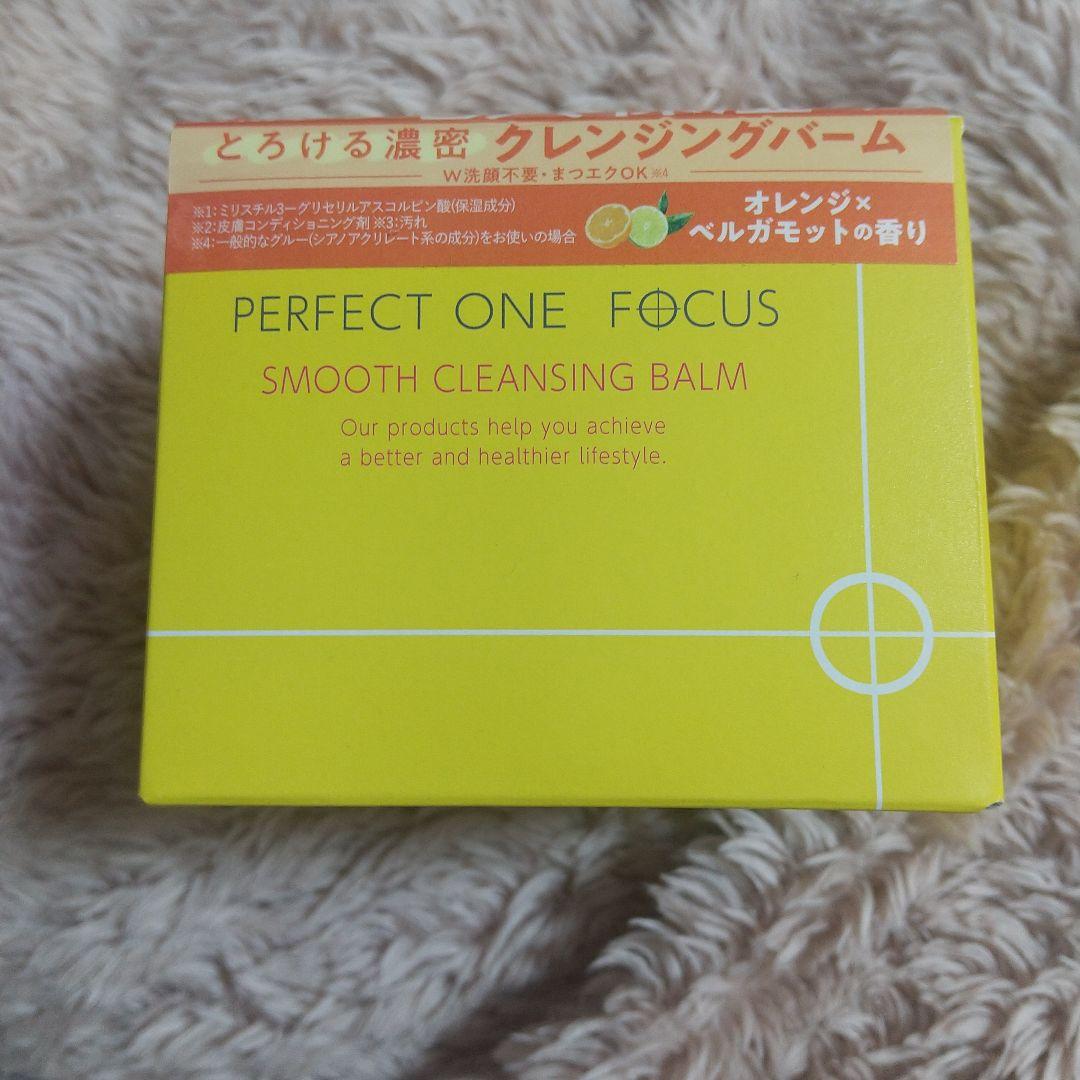 とろける濃密 クレンジングバーム
W洗顔不要・まつエクOK※4
※1：ミリスチル3ーグリセリルアスコルビン酸(保湿成分)
※2：皮膚コンディショニング剤 ※3：汚れ
※4：一般的なグルー(シアノアクリレート系の成分)をお使いの場合
オレンジ×
ベルガモットの香り
PERFECT ONE FOCUS
SMOOTH CLEANSING BALM
Our products help you achieve
a better and healthier lifestyle.